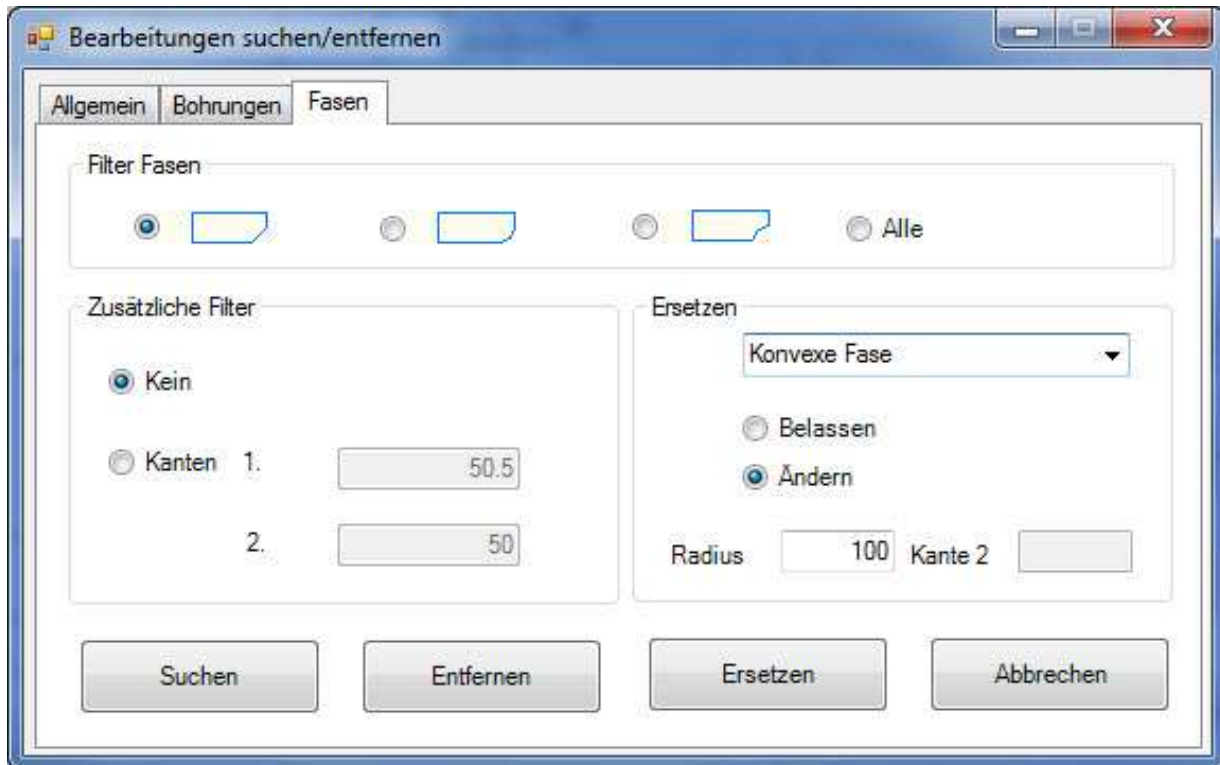 Bearbeitungen suchen/entfernen
Allgemein Bohrungen Fasen
Filter Fasen
Alle
Zusätzliche Filter
Kein
Kanten 1. 50.5
2. 50
Ersetzen
Konvexe Fase
Belassen
Ändern
Radius 100 Kante 2
Suchen Entfernen Ersetzen Abbrechen